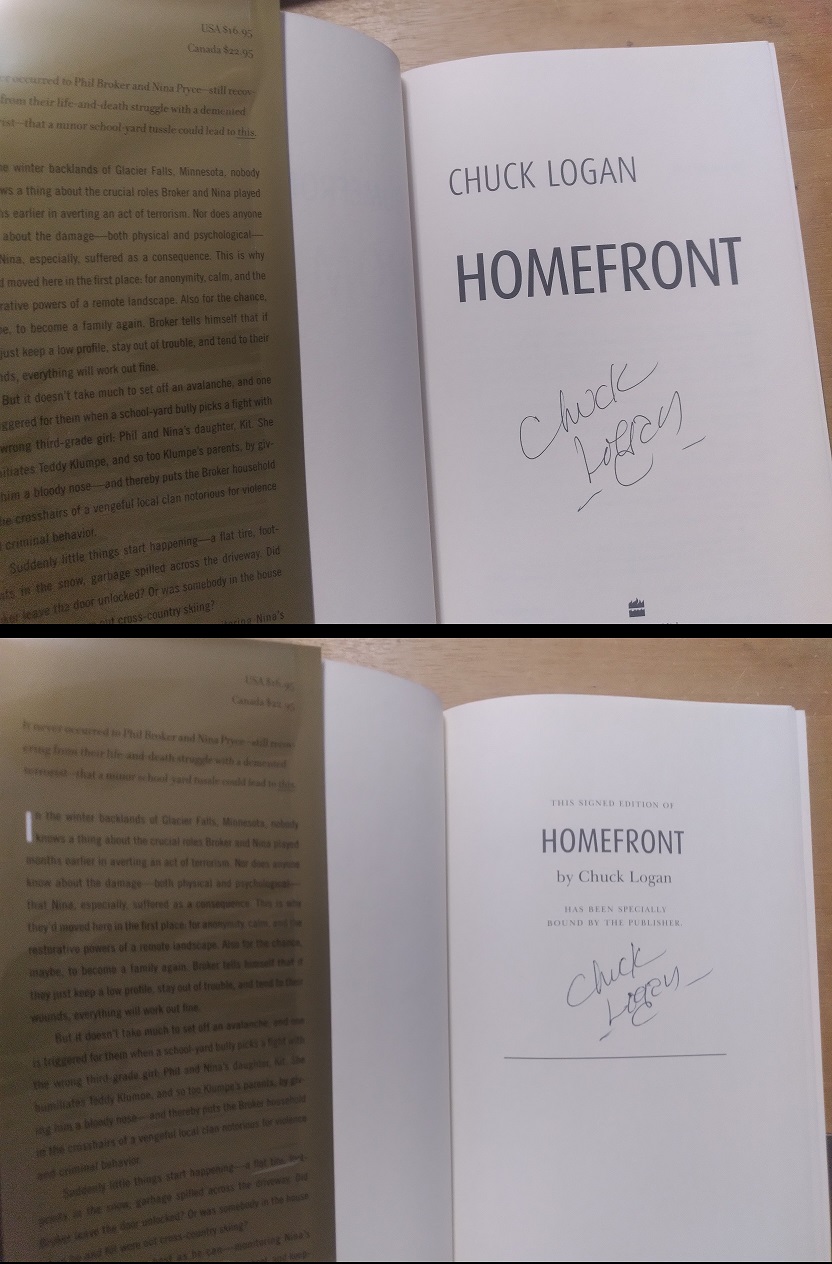 USA $16.95
Canada $22.95
occurred to Phil Broker and Nina Pryce—still recov-
from their life-and-death struggle with a demented
that a minor school-yard tussle could lead to this.
winter backlands of Glacier Falls, Minnesota, nobody
a thing about the crucial roles Broker and Nina played
earlier in averting an act of terrorism. Nor does anyone
about the damage—both physical and psychological—
Nina, especially, suffered as a consequence. This is why
moved here in the first place: for anonymity, calm, and the
powers of a remote landscape. Also for the chance,
to become a family again. Broker tells himself that if
just keep a low profile, stay out of trouble, and tend to their
everything will work out fine.
But it doesn't take much to set off an avalanche, and one
for them when a school-yard bully picks a fight with
wrong third-grade girl: Phil and Nina's daughter, Kit. She
Teddy Klumpe, and so too Klumpe's parents, by giv-
him a bloody nose—and thereby puts the Broker household
crosshairs of a vengeful local clan notorious for violence
criminal behavior.
Suddenly little things start happening—a flat tire, foot-
in the snow, garbage spilled across the driveway. Did
leave the door unlocked? Or was somebody in the house
cross-country skiing?
Nina's
CHUCK LOGAN
HOMEFRONT
Chuck
Logan
USA $16.95
Canada $22.95
It never occurred to Phil Broker and Nina Pryce—still recov-
ering from their life-and-death struggle with a demented
terrorist—that a minor school-yard tussle could lead to this.
In the winter backlands of Glacier Falls, Minnesota, nobody
knows a thing about the crucial roles Broker and Nina played
months earlier in averting an act of terrorism. Nor does anyone
know about the damage—both physical and psychological—
that Nina, especially, suffered as a consequence. This is why
they'd moved here in the first place: for anonymity, calm, and the
restorative powers of a remote landscape. Also for the chance,
maybe, to become a family again. Broker tells himself that if
they just keep a low profile, stay out of trouble, and tend to their
wounds, everything will work out fine.
But it doesn't take much to set off an avalanche, and one
is triggered for them when a school-yard bully picks a fight with
the wrong third-grade girl: Phil and Nina's daughter, Kit. She
humiliates Teddy Klumpe, and so too Klumpe's parents, by giv-
ing him a bloody nose—and thereby puts the Broker household
in the crosshairs of a vengeful local clan notorious for violence
and criminal behavior.
Suddenly little things start happening—a flat tire, foot-
prints in the snow, garbage spilled across the driveway. Did
Broker leave the door unlocked? Or was somebody in the house
he and Kit were out cross-country skiing?
as he can—monitoring Nina's
THIS SIGNED EDITION OF
HOMEFRONT
by Chuck Logan
HAS BEEN SPECIALLY
BOUND BY THE PUBLISHER.
Chuck
Logan